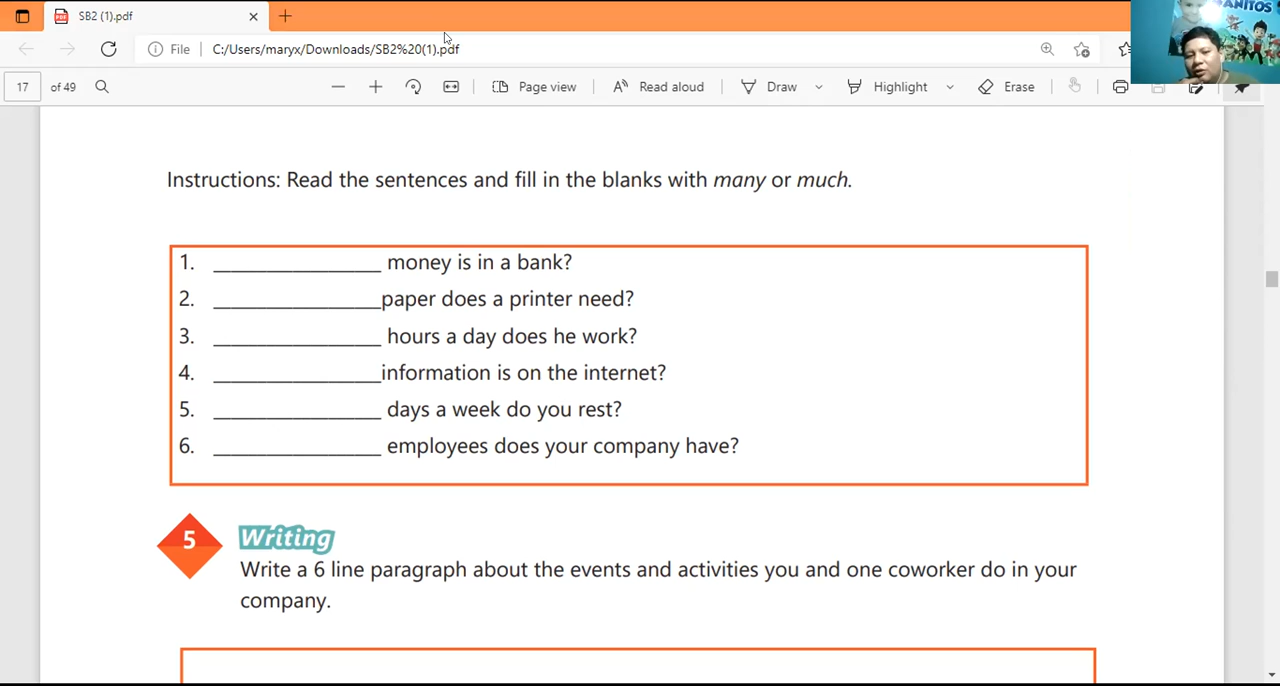 SB2 (1).pdf
File C:/Users/maryx/Downloads/SB2%20(1).pdf
17 of 49 Page view Read aloud Draw Highlight Erase
Instructions: Read the sentences and fill in the blanks with many or much.
1. ________________ money is in a bank?
2. ________________paper does a printer need?
3. ________________ hours a day does he work?
4. ________________information is on the internet?
5. ________________ days a week do you rest?
6. ________________ employees does your company have?
5 Writing
Write a 6 line paragraph about the events and activities you and one coworker do in your
company.